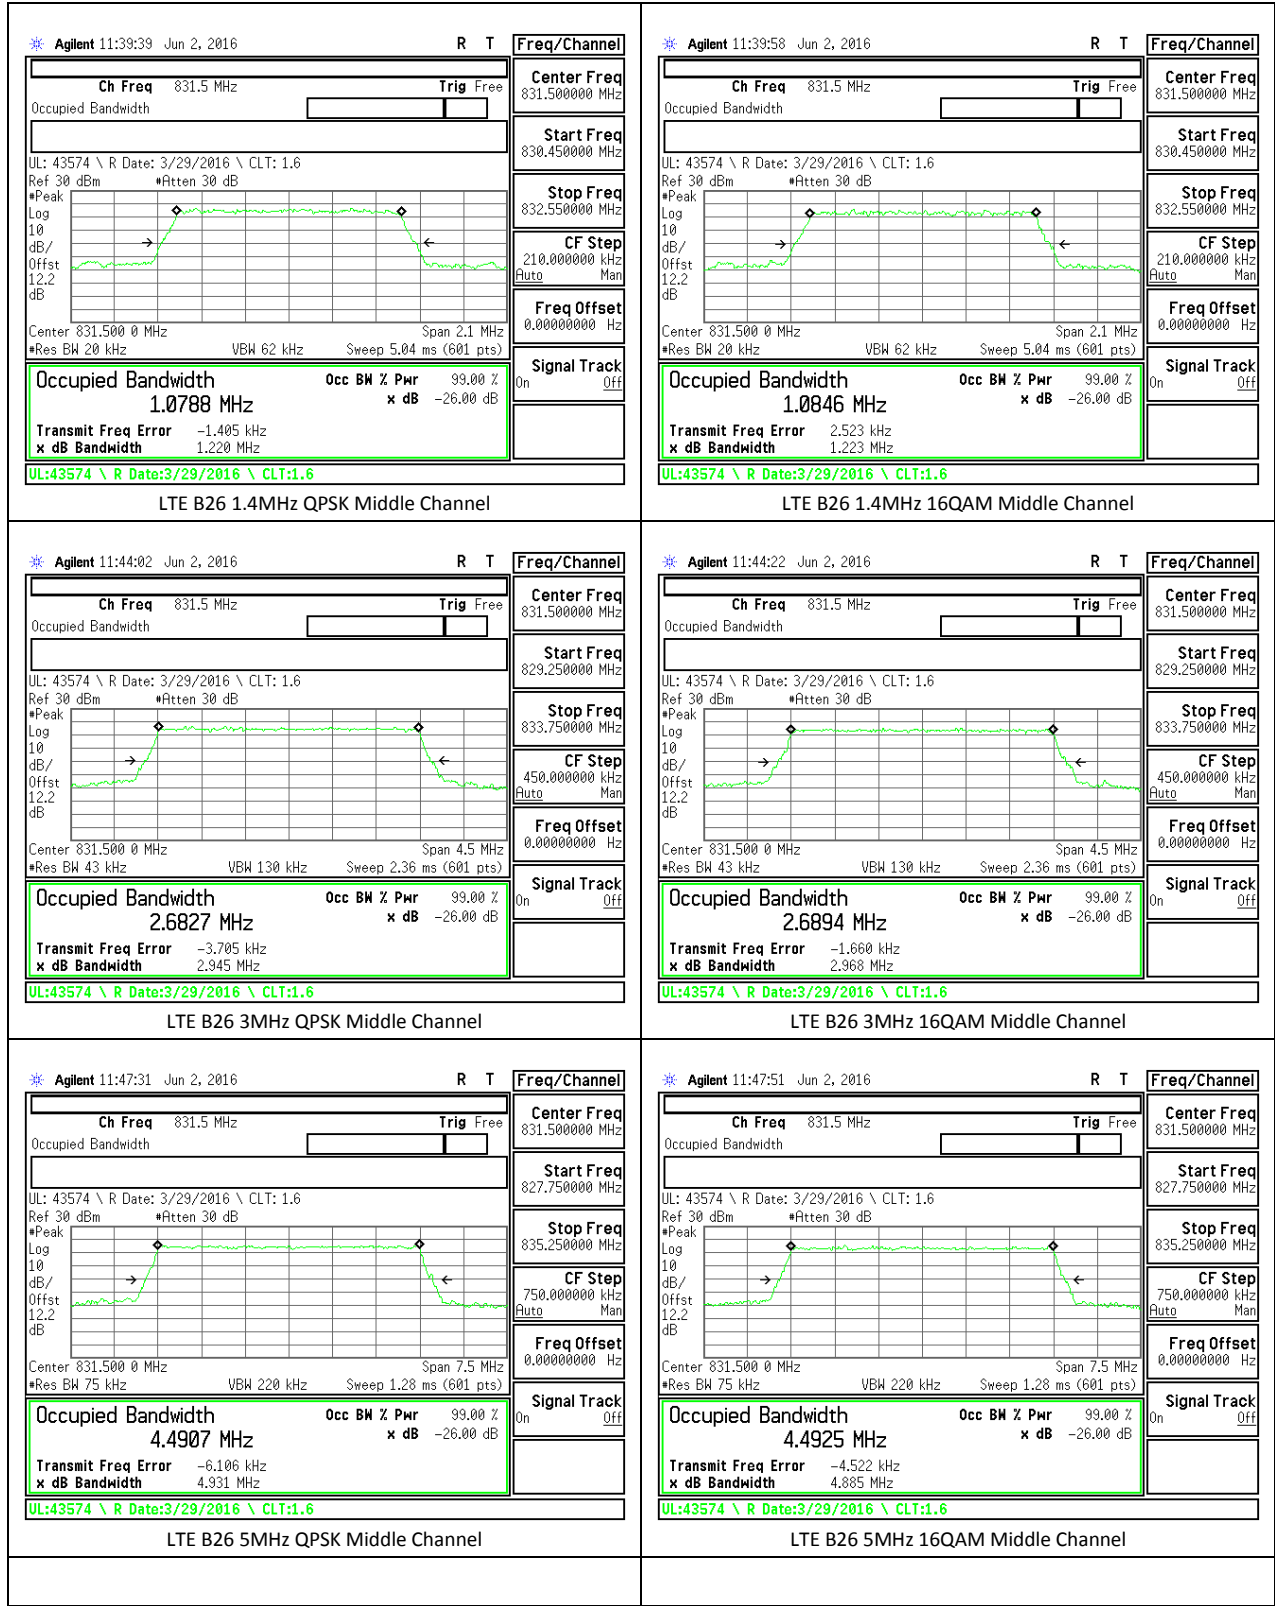 Agilent 11:39:39 Jun 2, 2016 R T Freq/Channel
Ch Freq 831.5 MHz Trig Free
Occupied Bandwidth
Center Freq
831.500000 MHz
Start Freq
830.450000 MHz
UL: 43574 \ R Date: 3/29/2016 \ CLT: 1.6
Ref 30 dBm #Atten 30 dB
#Peak
Log
10
dB/
Offst
12.2
dB
Stop Freq
832.550000 MHz
CF Step
210.000000 kHz
Auto Man
Freq Offset
0.00000000 Hz
Center 831.500 0 MHz Span 2.1 MHz
#Res BW 20 kHz VBW 62 kHz Sweep 5.04 ms (601 pts)
Signal Track
On Off
Occupied Bandwidth Occ BW % Pwr 99.00 %
1.0788 MHz x dB -26.00 dB
Transmit Freq Error -1.405 kHz
x dB Bandwidth 1.220 MHz
UL:43574 \ R Date:3/29/2016 \ CLT:1.6
LTE B26 1.4MHz QPSK Middle Channel
Agilent 11:39:58 Jun 2, 2016 R T Freq/Channel
Ch Freq 831.5 MHz Trig Free
Occupied Bandwidth
Center Freq
831.500000 MHz
Start Freq
830.450000 MHz
UL: 43574 \ R Date: 3/29/2016 \ CLT: 1.6
Ref 30 dBm #Atten 30 dB
#Peak
Log
10
dB/
Offst
12.2
dB
Stop Freq
832.550000 MHz
CF Step
210.000000 kHz
Auto Man
Freq Offset
0.00000000 Hz
Center 831.500 0 MHz Span 2.1 MHz
#Res BW 20 kHz VBW 62 kHz Sweep 5.04 ms (601 pts)
Signal Track
On Off
Occupied Bandwidth Occ BW % Pwr 99.00 %
1.0846 MHz x dB -26.00 dB
Transmit Freq Error 2.523 kHz
x dB Bandwidth 1.223 MHz
UL:43574 \ R Date:3/29/2016 \ CLT:1.6
LTE B26 1.4MHz 16QAM Middle Channel
Agilent 11:44:02 Jun 2, 2016 R T Freq/Channel
Ch Freq 831.5 MHz Trig Free
Occupied Bandwidth
Center Freq
831.500000 MHz
Start Freq
829.250000 MHz
UL: 43574 \ R Date: 3/29/2016 \ CLT: 1.6
Ref 30 dBm #Atten 30 dB
#Peak
Log
10
dB/
Offst
12.2
dB
Stop Freq
833.750000 MHz
CF Step
450.000000 kHz
Auto Man
Freq Offset
0.00000000 Hz
Center 831.500 0 MHz Span 4.5 MHz
#Res BW 43 kHz VBW 130 kHz Sweep 2.36 ms (601 pts)
Signal Track
On Off
Occupied Bandwidth Occ BW % Pwr 99.00 %
2.6827 MHz x dB -26.00 dB
Transmit Freq Error -3.705 kHz
x dB Bandwidth 2.945 MHz
UL:43574 \ R Date:3/29/2016 \ CLT:1.6
LTE B26 3MHz QPSK Middle Channel
Agilent 11:44:22 Jun 2, 2016 R T Freq/Channel
Ch Freq 831.5 MHz Trig Free
Occupied Bandwidth
Center Freq
831.500000 MHz
Start Freq
829.250000 MHz
UL: 43574 \ R Date: 3/29/2016 \ CLT: 1.6
Ref 30 dBm #Atten 30 dB
#Peak
Log
10
dB/
Offst
12.2
dB
Stop Freq
833.750000 MHz
CF Step
450.000000 kHz
Auto Man
Freq Offset
0.00000000 Hz
Center 831.500 0 MHz Span 4.5 MHz
#Res BW 43 kHz VBW 130 kHz Sweep 2.36 ms (601 pts)
Signal Track
On Off
Occupied Bandwidth Occ BW % Pwr 99.00 %
2.6894 MHz x dB -26.00 dB
Transmit Freq Error -1.660 kHz
x dB Bandwidth 2.968 MHz
UL:43574 \ R Date:3/29/2016 \ CLT:1.6
LTE B26 3MHz 16QAM Middle Channel
Agilent 11:47:31 Jun 2, 2016 R T Freq/Channel
Ch Freq 831.5 MHz Trig Free
Occupied Bandwidth
Center Freq
831.500000 MHz
Start Freq
827.750000 MHz
UL: 43574 \ R Date: 3/29/2016 \ CLT: 1.6
Ref 30 dBm #Atten 30 dB
#Peak
Log
10
dB/
Offst
12.2
dB
Stop Freq
835.250000 MHz
CF Step
750.000000 kHz
Auto Man
Freq Offset
0.00000000 Hz
Center 831.500 0 MHz Span 7.5 MHz
#Res BW 75 kHz VBW 220 kHz Sweep 1.28 ms (601 pts)
Signal Track
On Off
Occupied Bandwidth Occ BW % Pwr 99.00 %
4.4907 MHz x dB -26.00 dB
Transmit Freq Error -6.106 kHz
x dB Bandwidth 4.931 MHz
UL:43574 \ R Date:3/29/2016 \ CLT:1.6
LTE B26 5MHz QPSK Middle Channel
Agilent 11:47:51 Jun 2, 2016 R T Freq/Channel
Ch Freq 831.5 MHz Trig Free
Occupied Bandwidth
Center Freq
831.500000 MHz
Start Freq
827.750000 MHz
UL: 43574 \ R Date: 3/29/2016 \ CLT: 1.6
Ref 30 dBm #Atten 30 dB
#Peak
Log
10
dB/
Offst
12.2
dB
Stop Freq
835.250000 MHz
CF Step
750.000000 kHz
Auto Man
Freq Offset
0.00000000 Hz
Center 831.500 0 MHz Span 7.5 MHz
#Res BW 75 kHz VBW 220 kHz Sweep 1.28 ms (601 pts)
Signal Track
On Off
Occupied Bandwidth Occ BW % Pwr 99.00 %
4.4925 MHz x dB -26.00 dB
Transmit Freq Error -4.522 kHz
x dB Bandwidth 4.885 MHz
UL:43574 \ R Date:3/29/2016 \ CLT:1.6
LTE B26 5MHz 16QAM Middle Channel